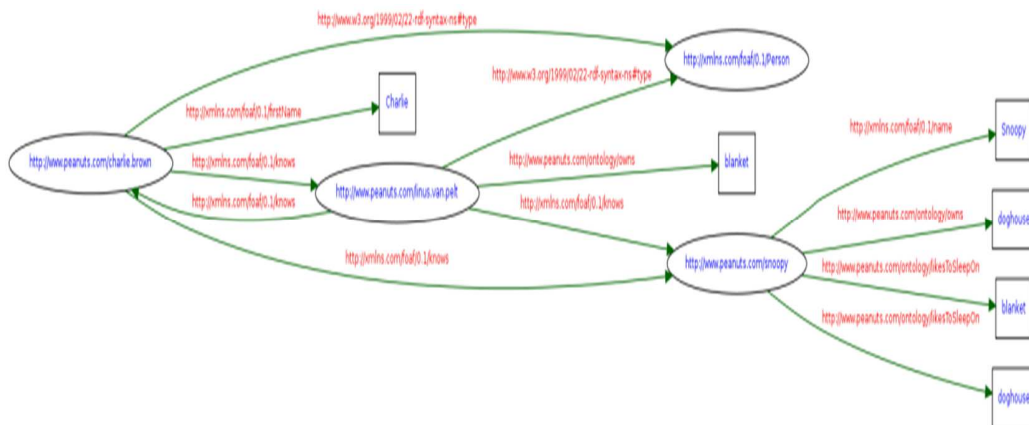 http://www.w3.org/1999/02/22-rdf-syntax-ns#type
http://xmlns.com/foaf/0.1/Person
http://www.w3.org/1999/02/22-rdf-syntax-ns#type
Charlie
http://xmlns.com/foaf/0.1/firstName
http://xmlns.com/foaf/0.1/name
Snoopy
http://www.peanuts.com/charlie.brown
http://xmlns.com/foaf/0.1/knows
http://www.peanuts.com/ontology/owns
blanket
http://www.peanuts.com/linus.van.pelt
http://xmlns.com/foaf/0.1/knows
http://xmlns.com/foaf/0.1/knows
http://www.peanuts.com/ontology/owns
doghouse
http://xmlns.com/foaf/0.1/knows
http://www.peanuts.com/snoopy
http://www.peanuts.com/ontology/likesToSleepOn
blanket
http://www.peanuts.com/ontology/likesToSleepOn
doghouse